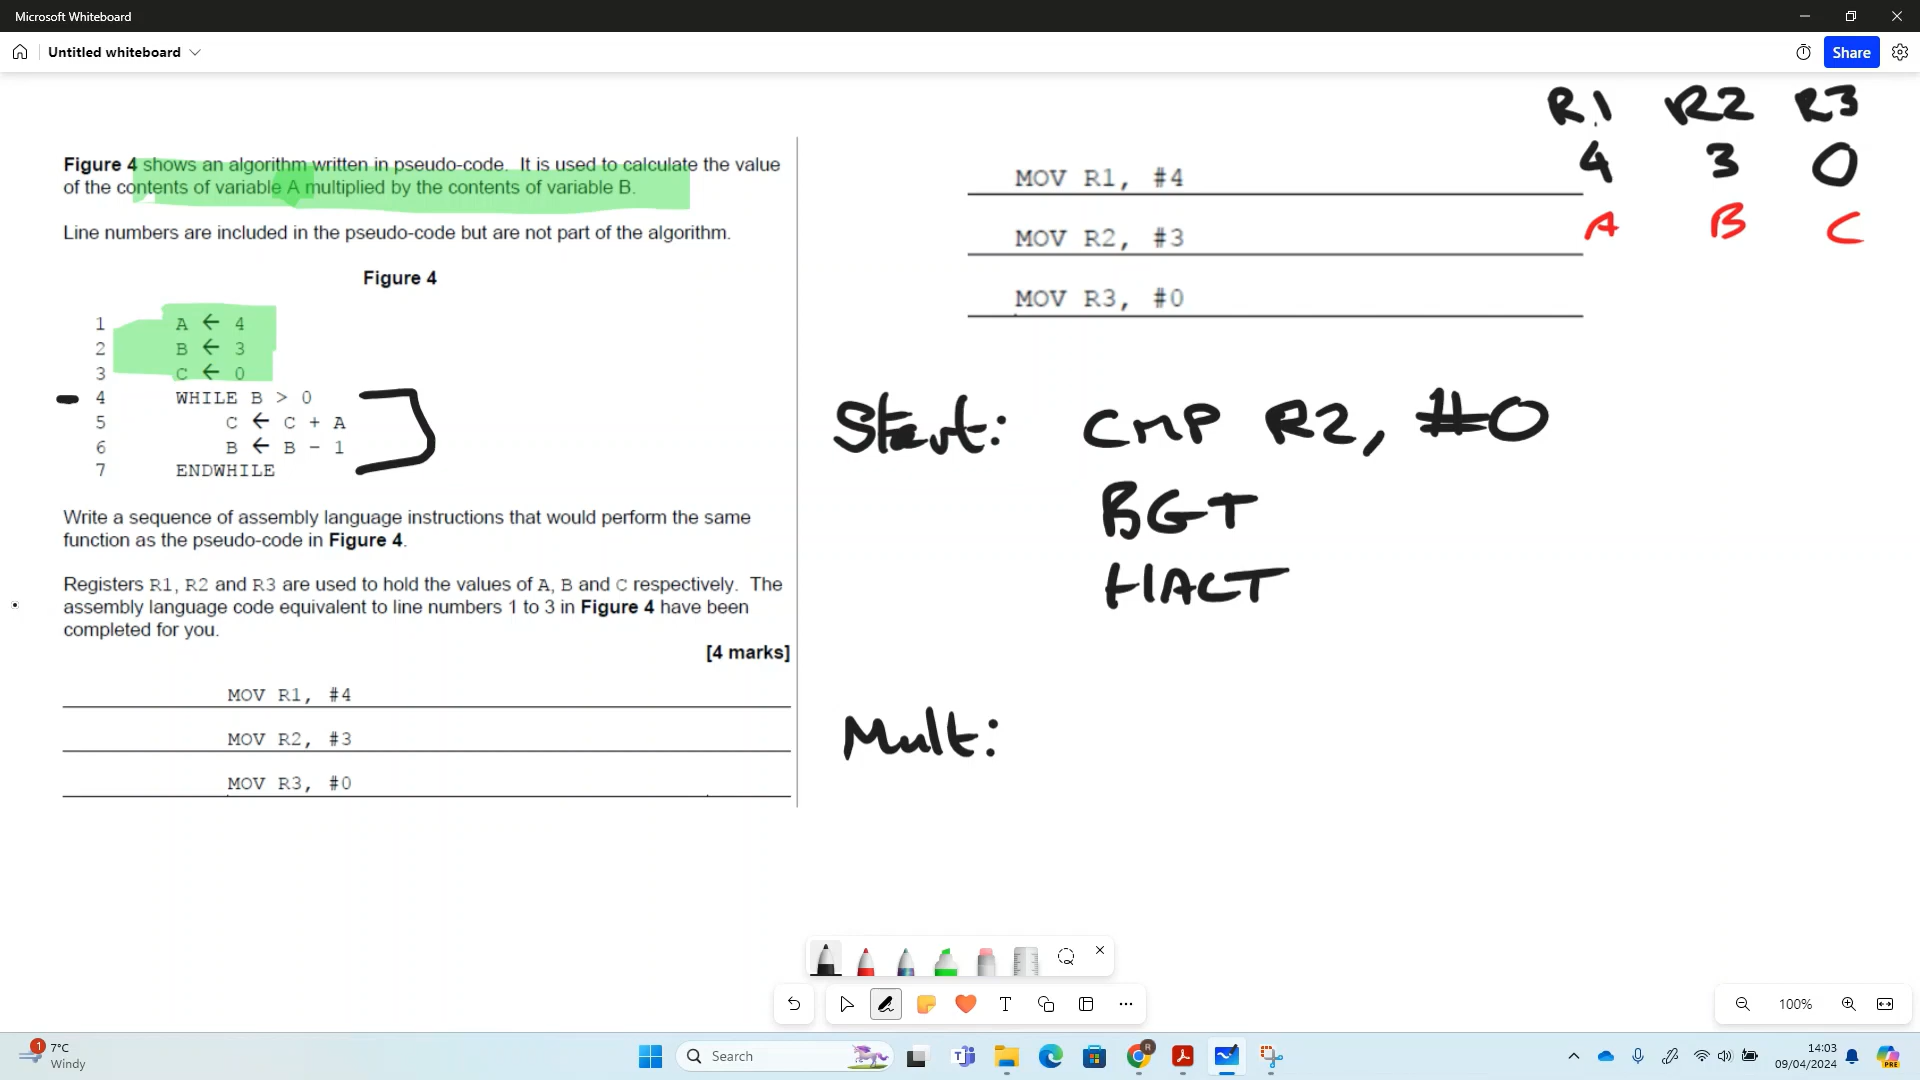 Microsoft Whiteboard
Untitled whiteboard
Share
Figure 4 shows an algorithm written in pseudo-code. It is used to calculate the value
of the contents of variable A multiplied by the contents of variable B.
Line numbers are included in the pseudo-code but are not part of the algorithm.
Figure 4
1 A ← 4
2 B ← 3
3 C ← 0
4 WHILE B > 0
5 C ← C + A
6 B ← B - 1
7 ENDWHILE
Write a sequence of assembly language instructions that would perform the same
function as the pseudo-code in Figure 4.
Registers R1, R2 and R3 are used to hold the values of A, B and C respectively. The
assembly language code equivalent to line numbers 1 to 3 in Figure 4 have been
completed for you.
[4 marks]
MOV R1, #4
MOV R2, #3
MOV R3, #0
R1 R2 R3
4 3 0
A B C
MOV R1, #4
MOV R2, #3
MOV R3, #0
Start: CMP R2, #0
BGT
HALT
Mult:
T
100%
1
7°C
Windy
Search
R
PRE
14:03
09/04/2024